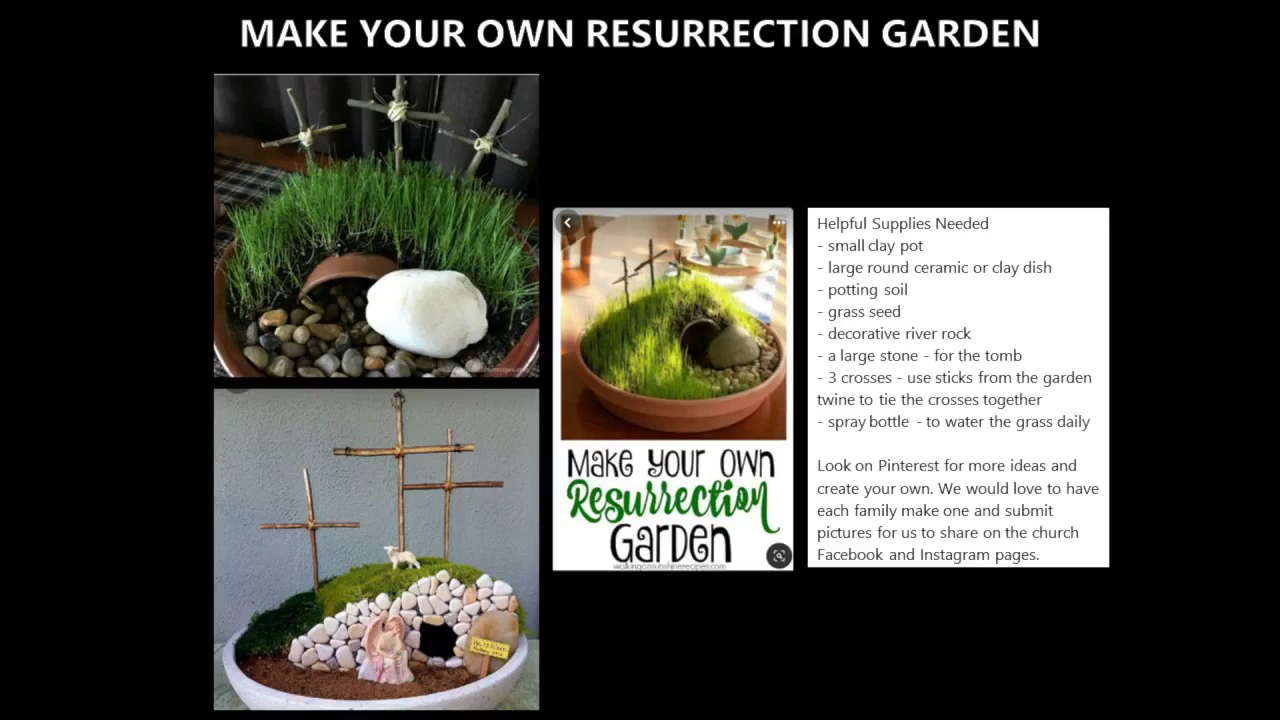 MAKE YOUR OWN RESURRECTION GARDEN
Make your own
Resurrection
Garden
walkingonsunshinerecipes.com
Helpful Supplies Needed
- small clay pot
- large round ceramic or clay dish
- potting soil
- grass seed
- decorative river rock
- a large stone - for the tomb
- 3 crosses - use sticks from the garden
twine to tie the crosses together
- spray bottle - to water the grass daily
Look on Pinterest for more ideas and
create your own. We would love to have
each family make one and submit
pictures for us to share on the church
Facebook and Instagram pages.